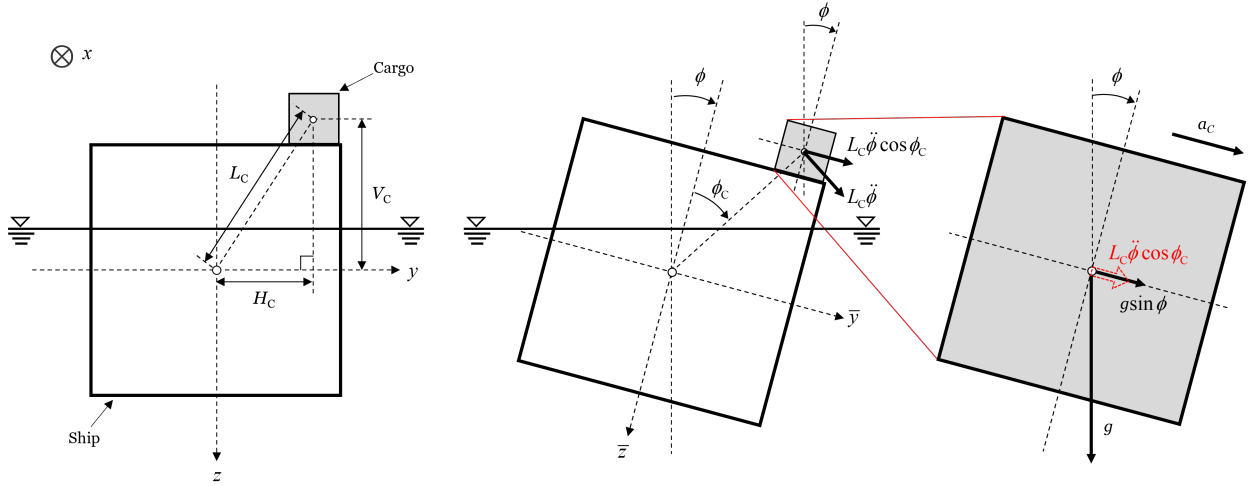 x
Cargo
L_C
V_C
y
H_C
Ship
z
ϕ
ϕ
L_C ϕ̈ cos ϕ_C
ϕ_C
L_C ϕ̈
y̅
z̅
ϕ
a_C
L_C ϕ̈ cos ϕ_C
g sin ϕ
g